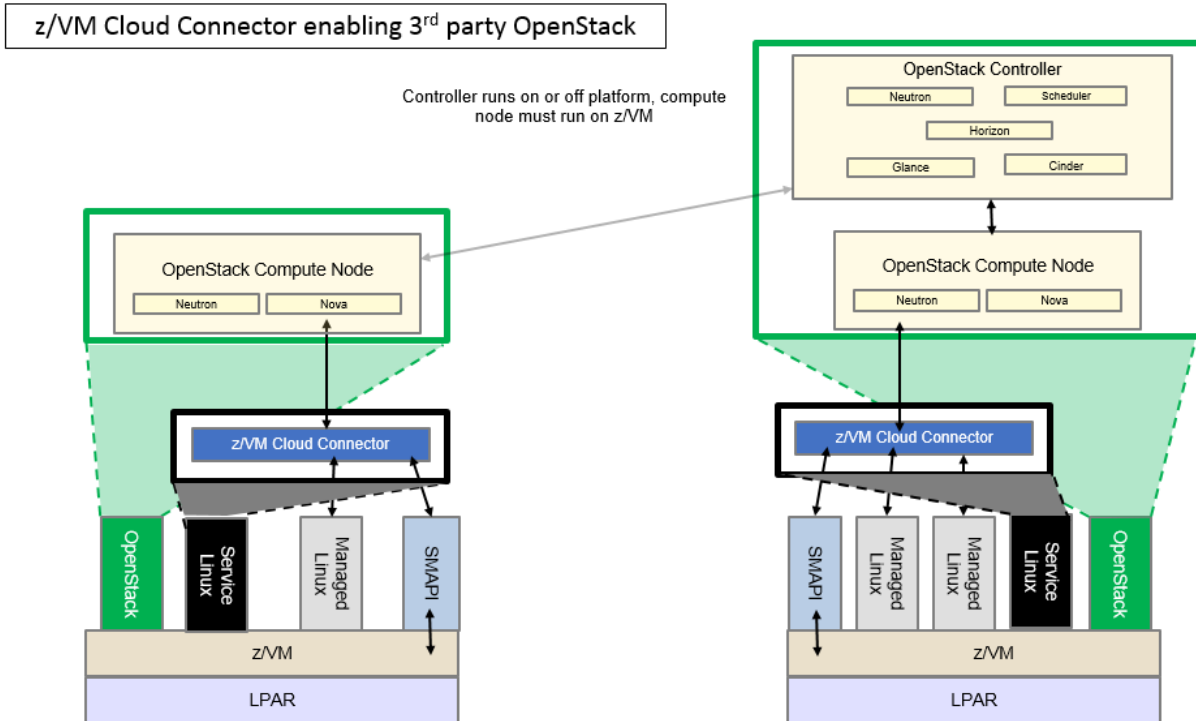 z/VM Cloud Connector enabling 3rd party OpenStack
Controller runs on or off platform, compute
node must run on z/VM
OpenStack Controller
Neutron
Scheduler
Horizon
Glance
Cinder
OpenStack Compute Node
Neutron
Nova
OpenStack Compute Node
Neutron
Nova
z/VM Cloud Connector
z/VM Cloud Connector
OpenStack
Service
Linux
Managed
Linux
SMAPI
SMAPI
Managed
Linux
Managed
Linux
Service
Linux
OpenStack
z/VM
z/VM
LPAR
LPAR